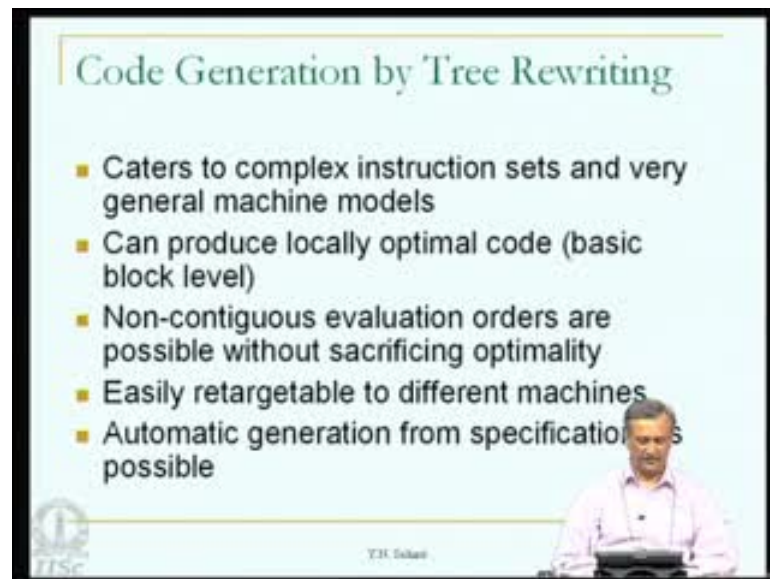 Code Generation by Tree Rewriting
Caters to complex instruction sets and very
general machine models
Can produce locally optimal code (basic
block level)
Non-contiguous evaluation orders are
possible without sacrificing optimality
Easily retargetable to different machines
Automatic generation from specificatio s
possible
IISc